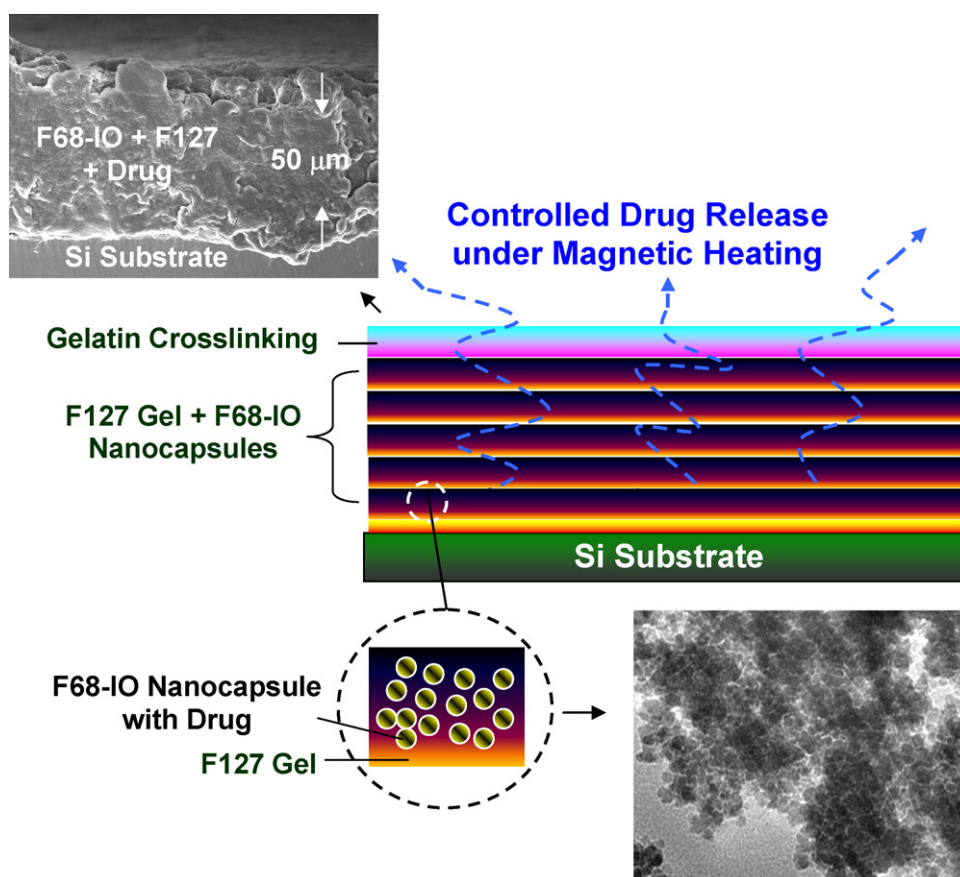 F68-IO + F127
+ Drug
50 μm
Si Substrate
Controlled Drug Release
under Magnetic Heating
Gelatin Crosslinking
F127 Gel + F68-IO
Nanocapsules
Si Substrate
F68-IO Nanocapsule
with Drug
F127 Gel